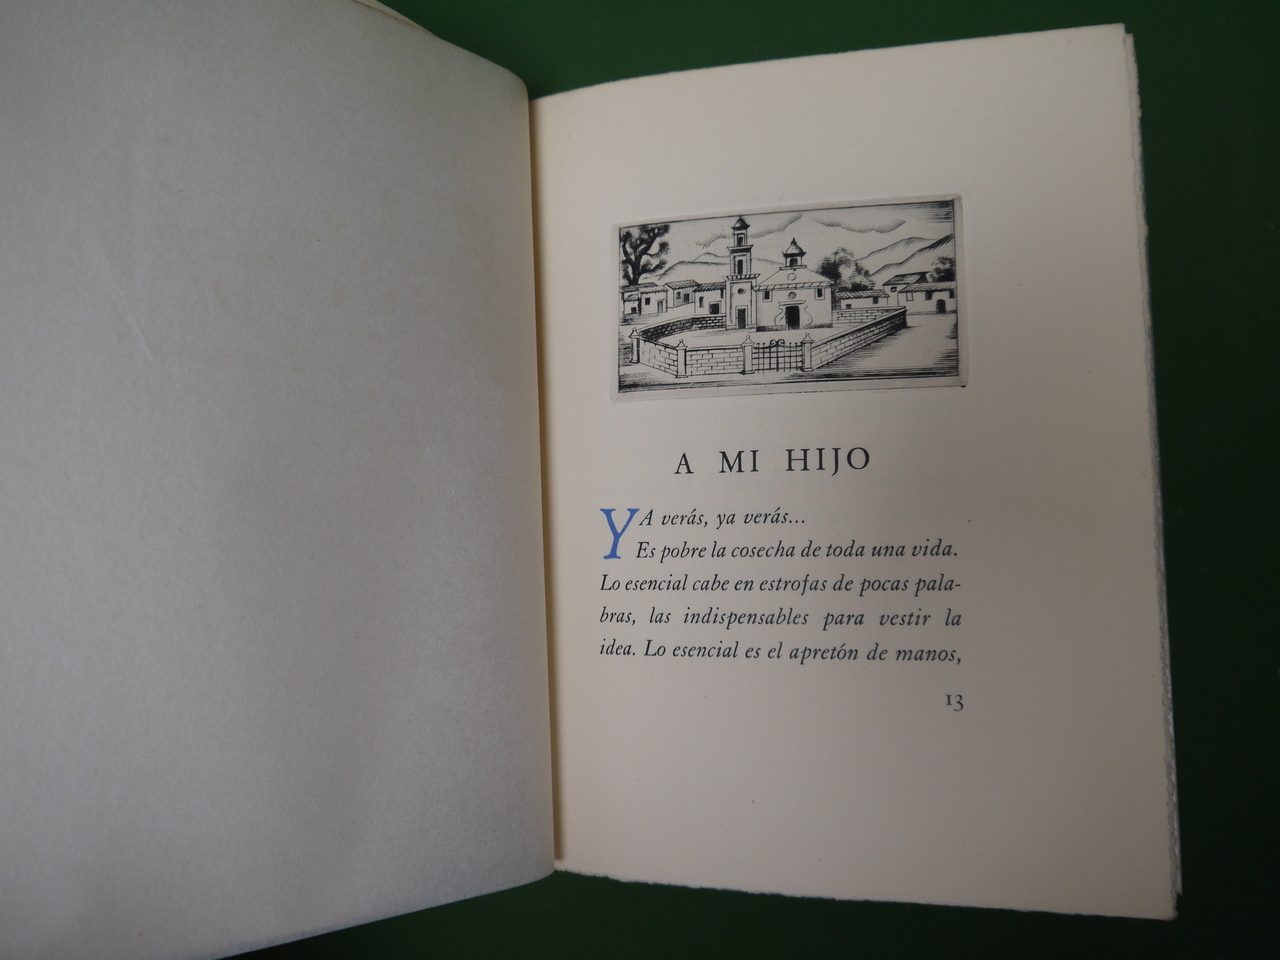 A MI HIJO
YA verás, ya verás...
Es pobre la cosecha de toda una vida.
Lo esencial cabe en estrofas de pocas pala-
bras, las indispensables para vestir la
idea. Lo esencial es el apretón de manos,
13